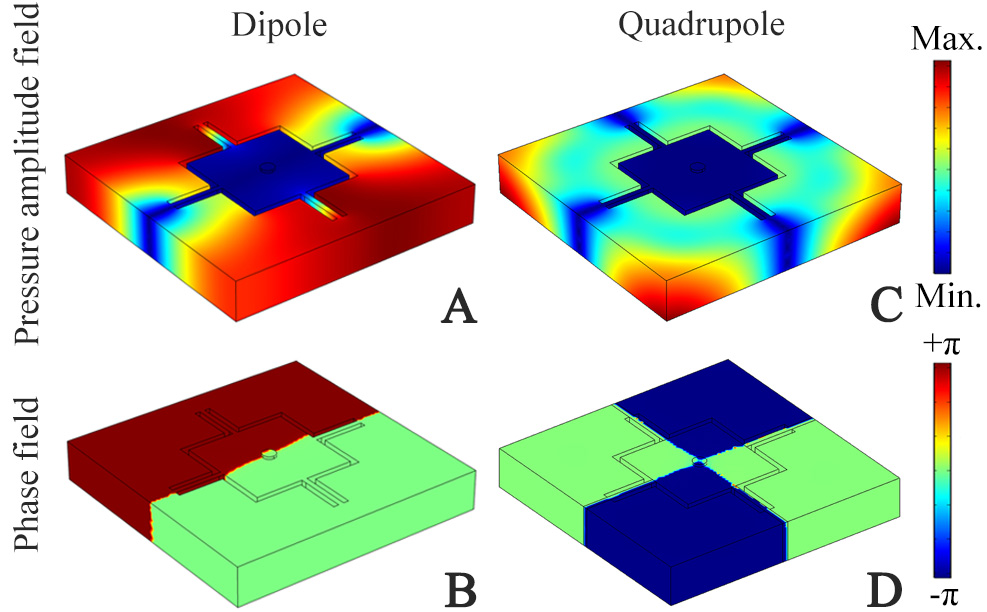 Dipole
Quadrupole
Pressure amplitude field
Max.
A
C
Min.
+π
Phase field
B
D
-π